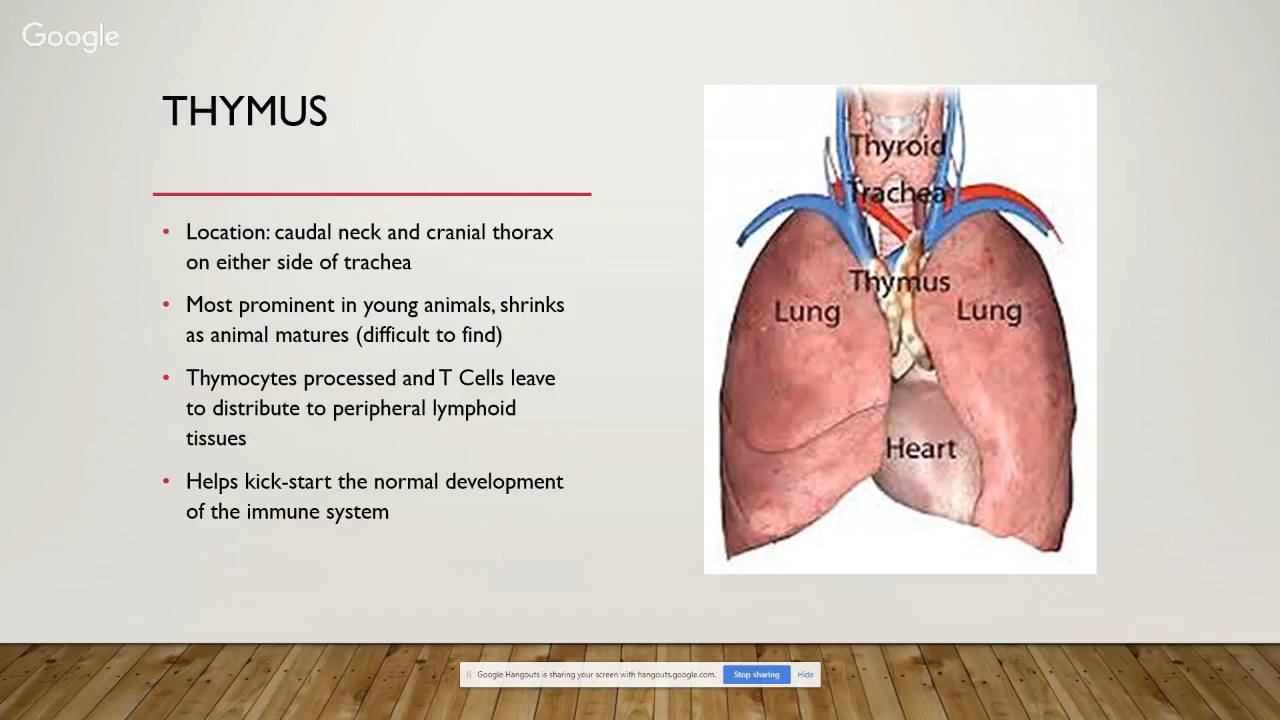 Google
THYMUS
• Location: caudal neck and cranial thorax
on either side of trachea
• Most prominent in young animals, shrinks
as animal matures (difficult to find)
• Thymocytes processed and T Cells leave
to distribute to peripheral lymphoid
tissues
• Helps kick-start the normal development
of the immune system
Thyroid
Trachea
Thymus
Lung
Lung
Heart
Google Hangouts is sharing your screen with hangouts.google.com.
Stop sharing
Hide